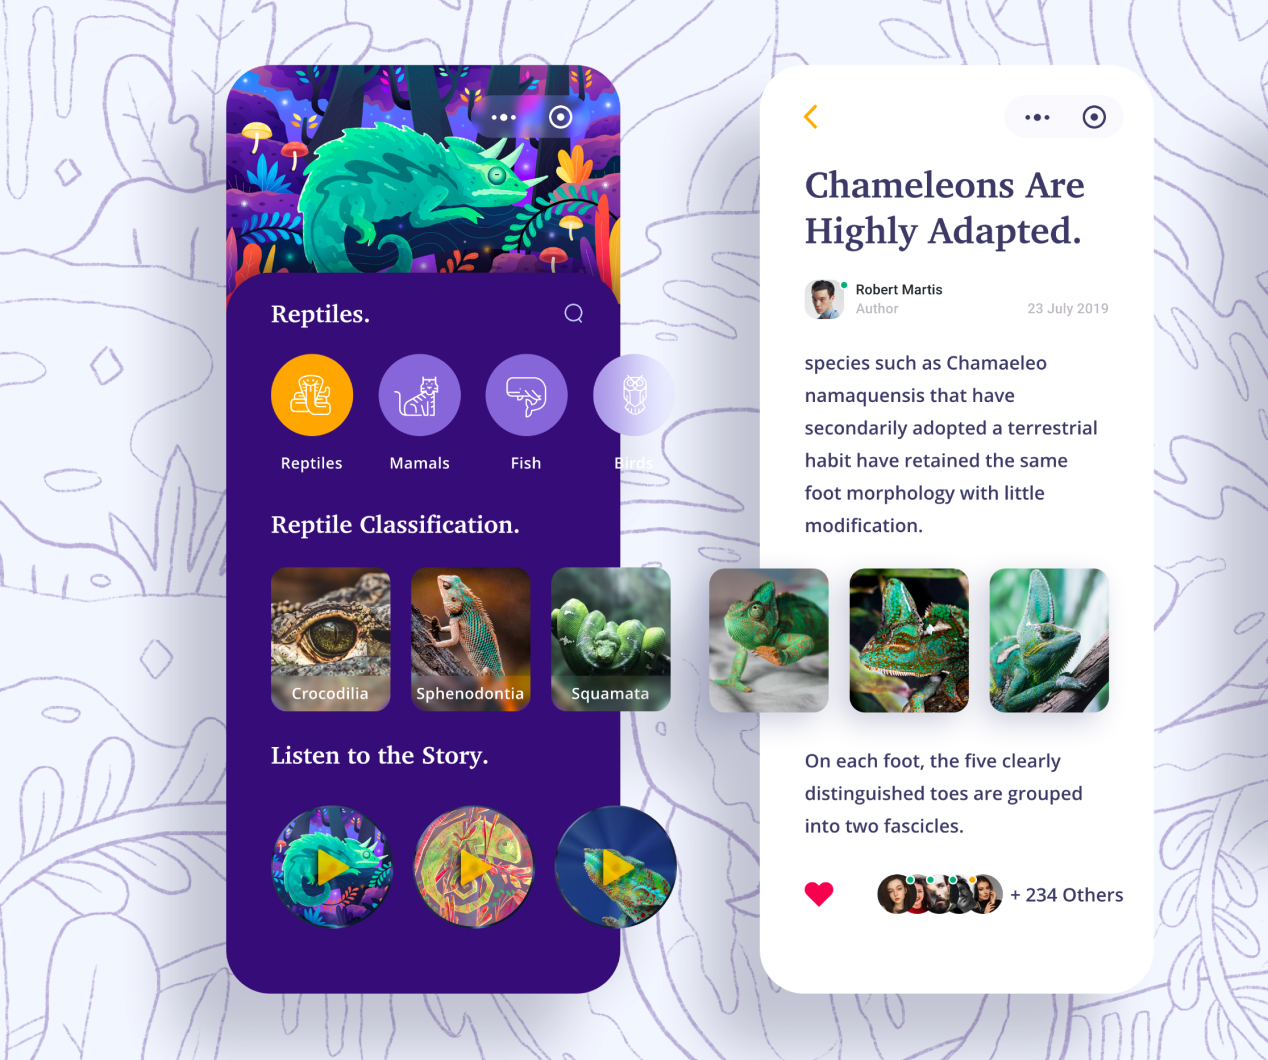 Reptiles.
Reptiles
Mamals
Fish
Birds
Reptile Classification.
Crocodilia
Sphenodontia
Squamata
Listen to the Story.
Chameleons Are
Highly Adapted.
Robert Martis
Author
23 July 2019
species such as Chamaeleo
namaquensis that have
secondarily adopted a terrestrial
habit have retained the same
foot morphology with little
modification.
On each foot, the five clearly
distinguished toes are grouped
into two fascicles.
+ 234 Others